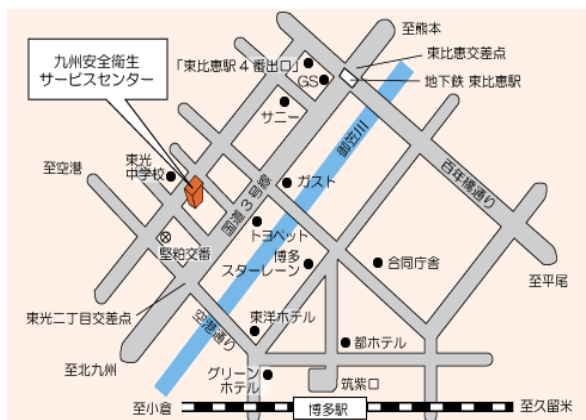 至熊本
九州安全衛生
サービスセンター
「東比恵駅4番出口」
東比恵交差点
GS
地下鉄 東比恵駅
サニー
御笠川
東光
中学校
至空港
国道3号線
ガスト
百年橋通り
トヨペット
堅粕交番
博多
スターレーン
合同庁舎
至平尾
東光二丁目交差点
空港通り
東洋ホテル
都ホテル
至北九州
グリーン
ホテル
筑紫口
至小倉
博多駅
至久留米